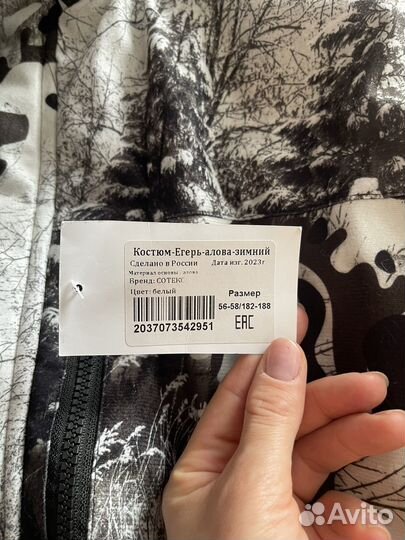 Костюм-Егерь-алова-зимний
Сделано в России Дата изг. 2023г
Материал основы: алова
Бренд: СОТЕКС
Цвет: белый
Размер
56-58/182-188
2037073542951
EAC
Avito